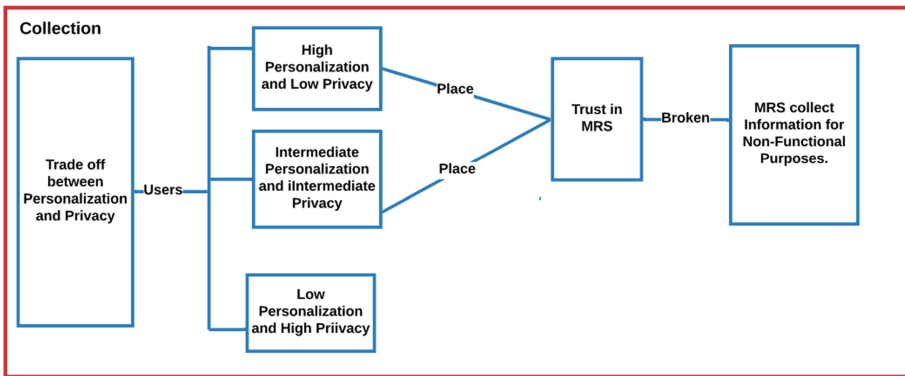 Collection
Trade off
between
Personalization
and Privacy
Users
High
Personalization
and Low Privacy
Intermediate
Personalization
and iIntermediate
Privacy
Low
Personalization
and High Priivacy
Place
Place
Trust in
MRS
Broken
MRS collect
Information for
Non-Functional
Purposes.